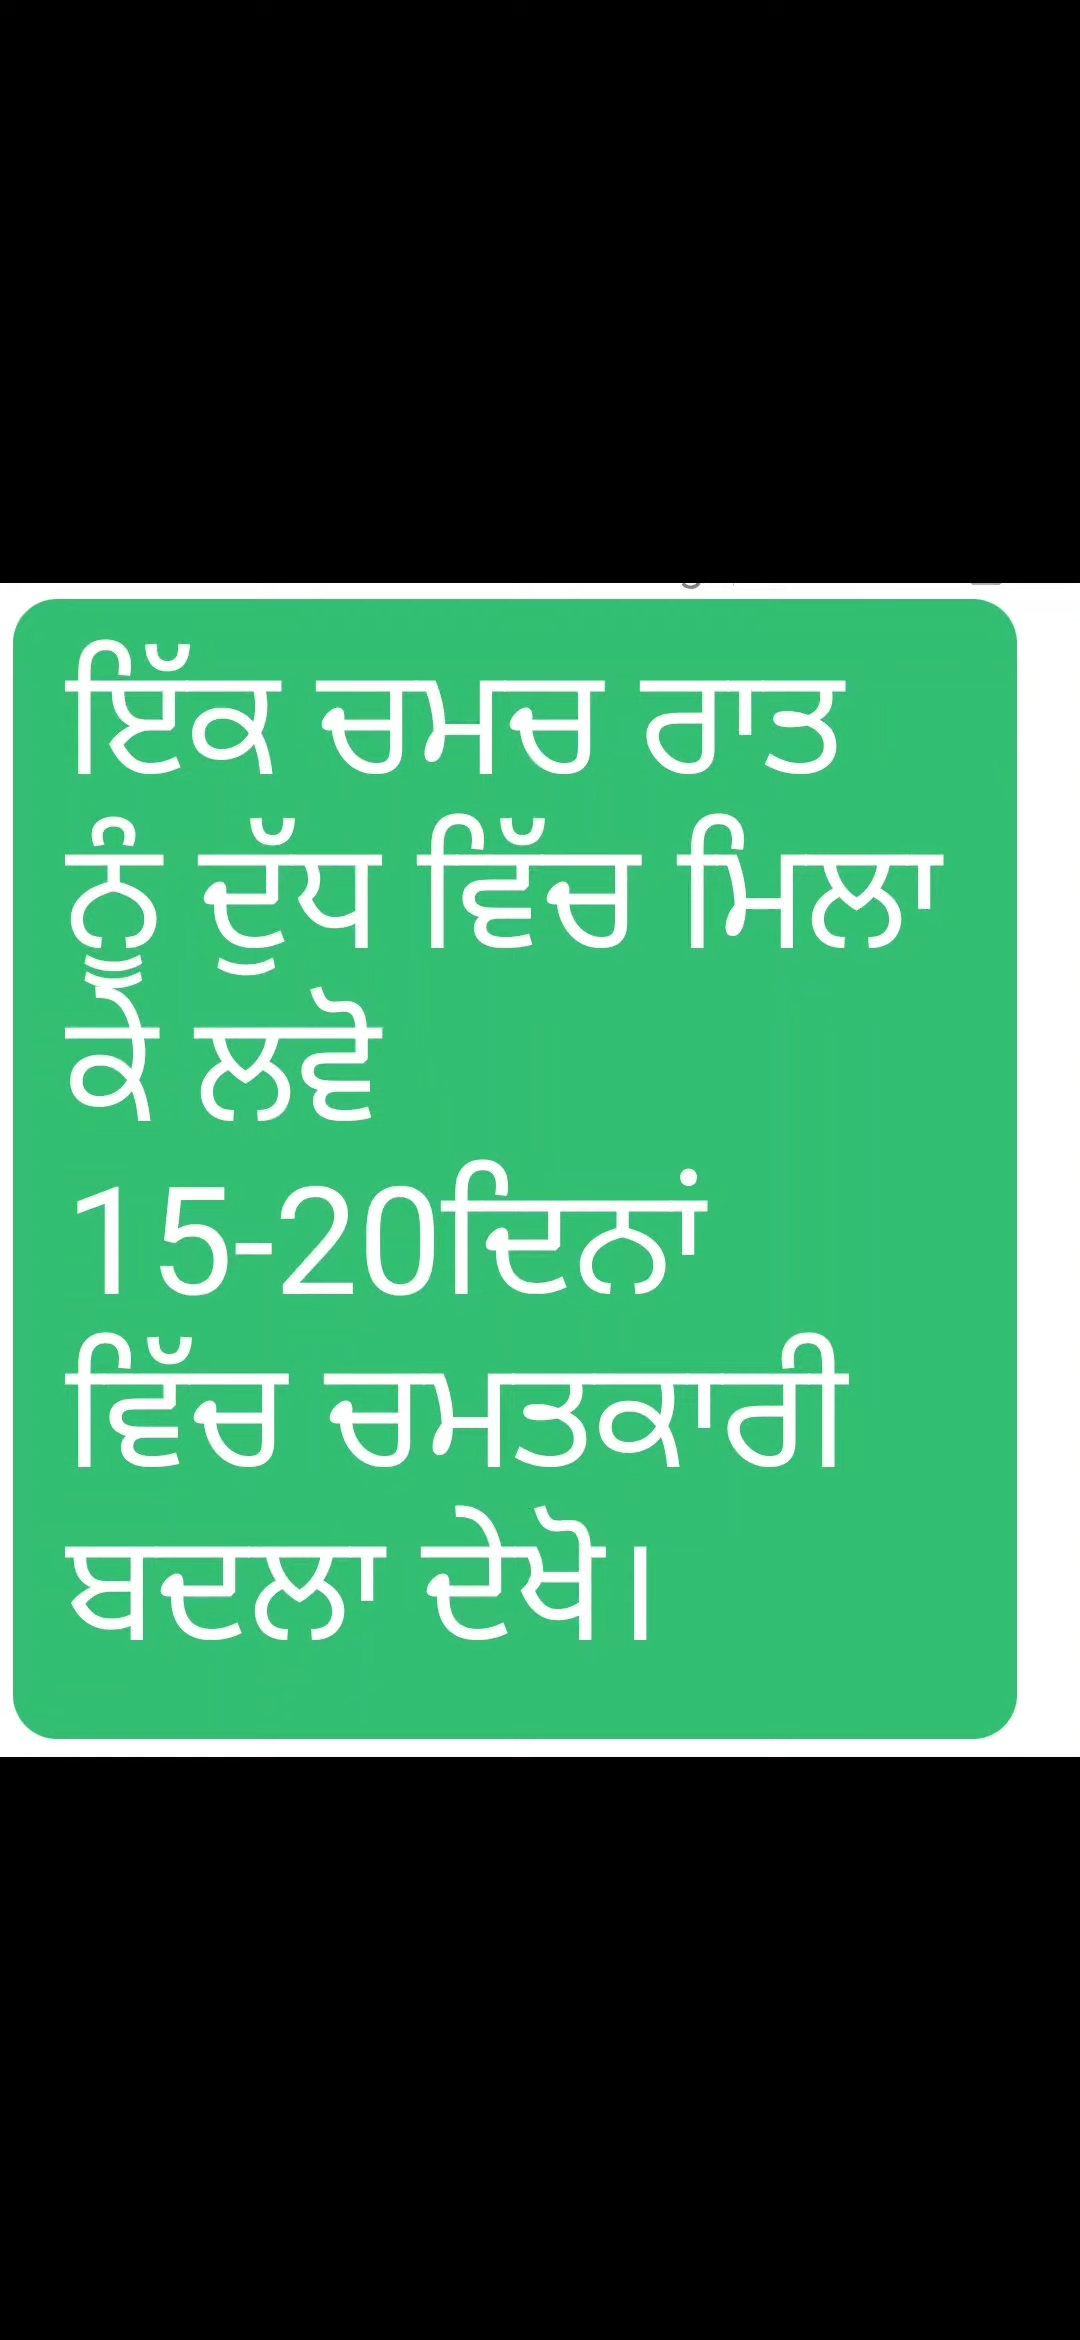 ਇੱਕ ਚਮਚ ਰਾਤ
ਨੂੰ ਦੁੱਧ ਵਿੱਚ ਮਿਲਾ
ਕੇ ਲਵੋ
15-20ਦਿਨਾਂ
ਵਿੱਚ ਚਮਤਕਾਰੀ
ਬਦਲਾ ਦੇਖੋ।